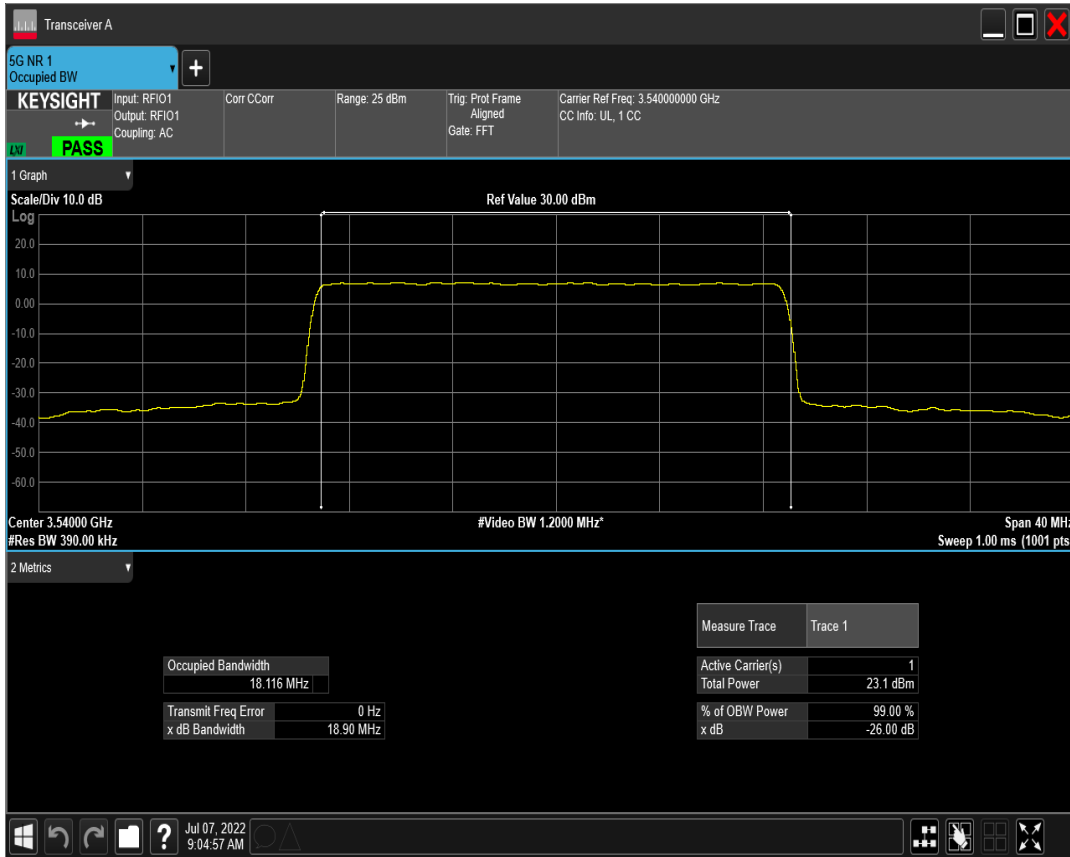 Transceiver A
5G NR 1
Occupied BW
+
KEYSIGHT
LXI
PASS
Input: RFIO1
Output: RFIO1
Coupling: AC
Corr CCorr
Range: 25 dBm
Trig: Prot Frame
Aligned
Gate: FFT
Carrier Ref Freq: 3.540000000 GHz
CC Info: UL, 1 CC
1 Graph
Scale/Div 10.0 dB
Ref Value 30.00 dBm
Log
20.0
10.0
0.00
-10.0
-20.0
-30.0
-40.0
-50.0
-60.0
Center 3.54000 GHz
#Video BW 1.2000 MHz*
Span 40 MHz
#Res BW 390.00 kHz
Sweep 1.00 ms (1001 pts
2 Metrics
Measure Trace Trace 1
Occupied Bandwidth
18.116 MHz
Active Carrier(s) 1
Total Power 23.1 dBm
Transmit Freq Error 0 Hz
x dB Bandwidth 18.90 MHz
% of OBW Power 99.00 %
x dB -26.00 dB
?
Jul 07, 2022
9:04:57 AM